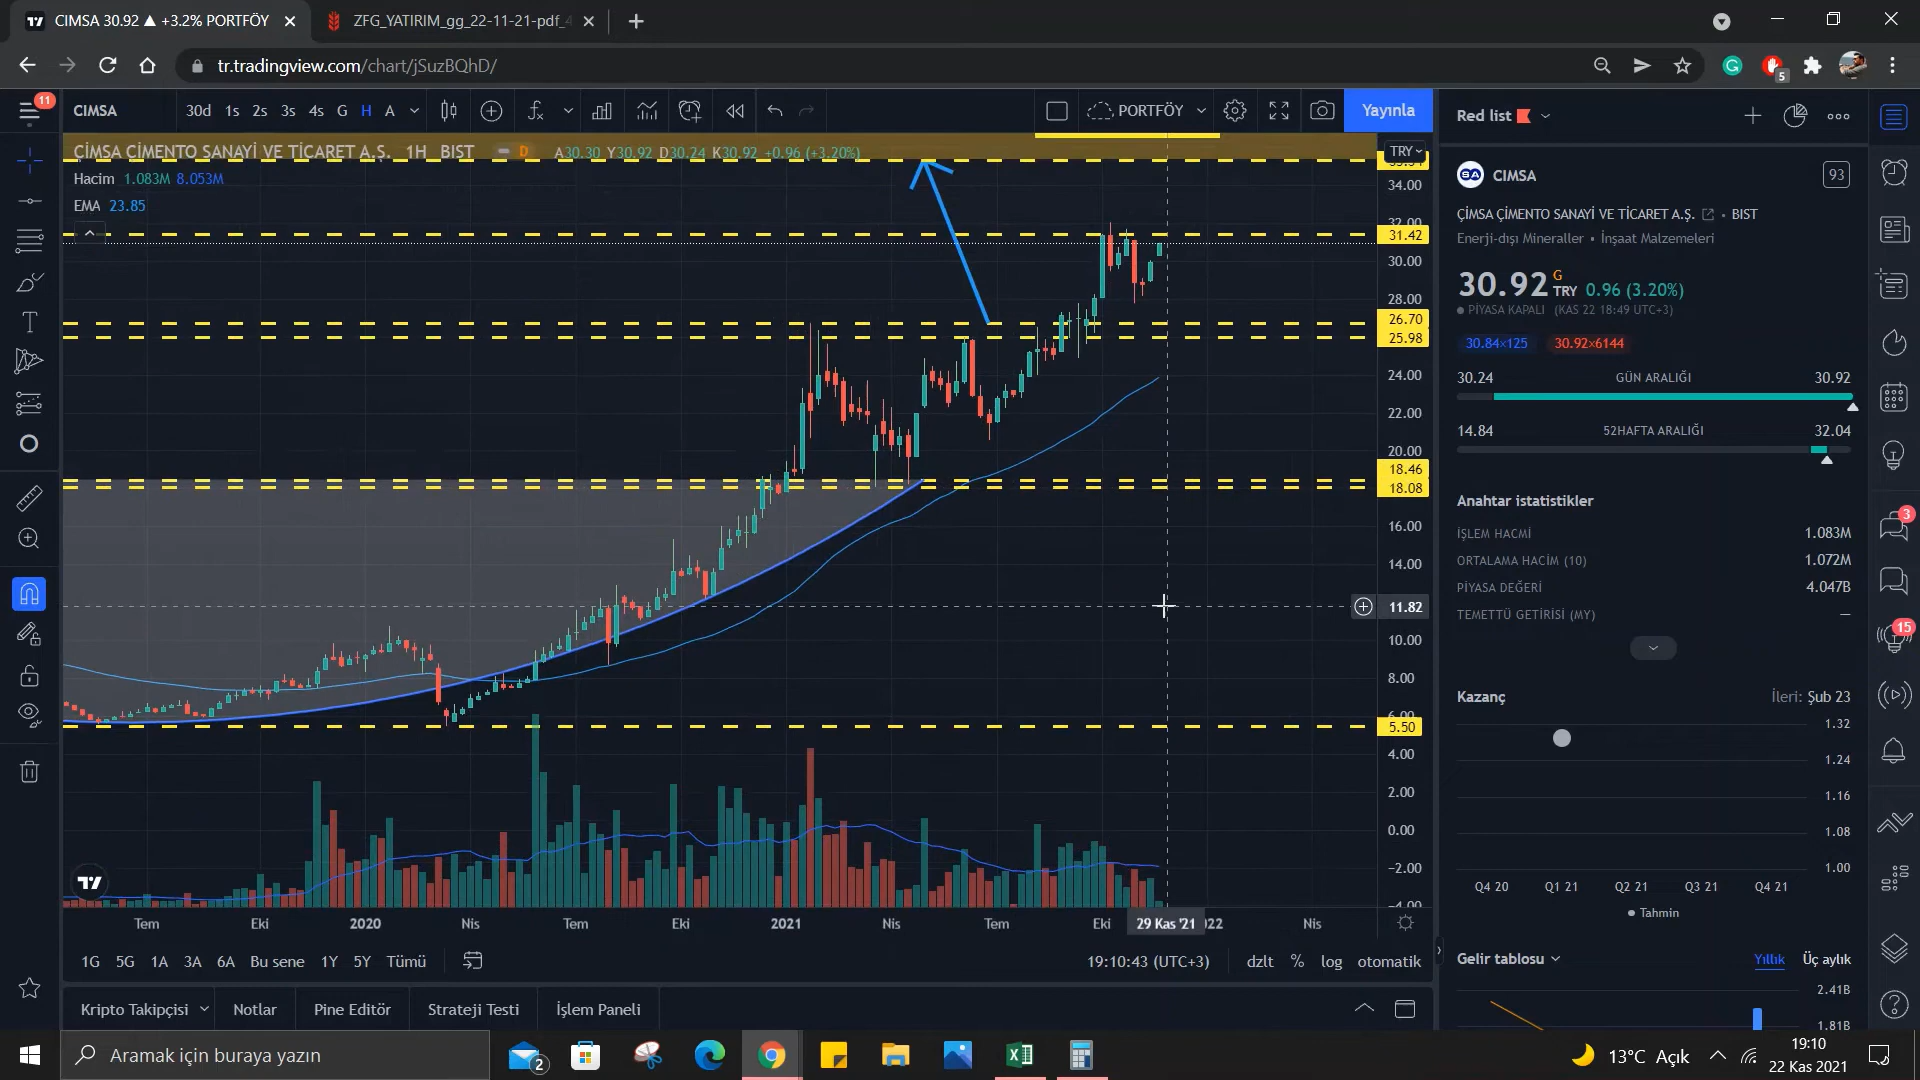 CIMSA 30.92 ▲ +3.2% PORTFÖY
ZFG_YATIRIM_gg_22-11-21-pdf_
tr.tradingview.com/chart/jSuzBQhD/
5
11
CIMSA
30d 1s 2s 3s 4s G H A
PORTFÖY
Yayınla
Red list
ÇİMSA ÇİMENTO SANAYİ VE TİCARET A.Ş. 1H BIST D A30.30 Y30.92 D30.24 K30.92 +0.96 (+3.20%)
TRY
Hacim 1.083M 8.053M
EMA 23.85
34.00
32.00
31.42
30.00
28.00
26.70
25.98
24.00
22.00
20.00
18.46
18.08
16.00
14.00
11.82
10.00
8.00
6.00
5.50
4.00
2.00
0.00
−2.00
−4.00
Tem Eki 2020 Nis Tem Eki 2021 Nis Tem Eki 29 Kas '21 022 Nis
1G 5G 1A 3A 6A Bu sene 1Y 5Y Tümü
19:10:43 (UTC+3) dzlt % log otomatik
Kripto Takipçisi Notlar Pine Editör Strateji Testi İşlem Paneli
CIMSA
93
ÇİMSA ÇİMENTO SANAYİ VE TİCARET A.Ş. • BIST
Enerji-dışı Mineraller • İnşaat Malzemeleri
30.92 G TRY 0.96 (3.20%)
PİYASA KAPALI (KAS 22 18:49 UTC+3)
30.84×125 30.92×6144
30.24 GÜN ARALIĞI 30.92
14.84 52HAFTA ARALIĞI 32.04
Anahtar istatistikler
İŞLEM HACMİ 1.083M
ORTALAMA HACİM (10) 1.072M
PİYASA DEĞERİ 4.047B
TEMETTÜ GETİRİSİ (MY) —
Kazanç İleri: Şub 23
1.32
1.24
1.16
1.08
1.00
Q4 20 Q1 21 Q2 21 Q3 21 Q4 21
Tahmin
Gelir tablosu Yıllık Üç aylık
2.41B
1.81B
3
15
Aramak için buraya yazın
2
13°C Açık
19:10
22 Kas 2021